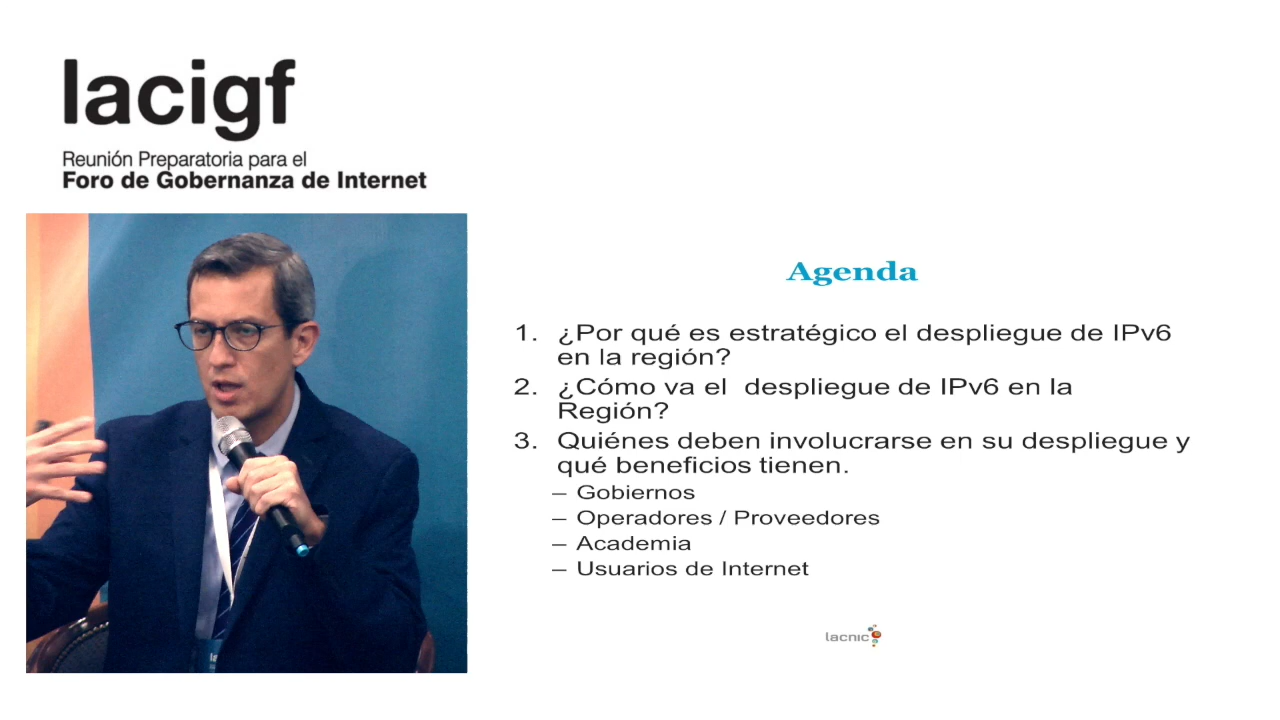 lacigf
Reunión Preparatoria para el
Foro de Gobernanza de Internet
Agenda
1. ¿Por qué es estratégico el despliegue de IPv6
en la región?
2. ¿Cómo va el despliegue de IPv6 en la
Región?
3. Quiénes deben involucrarse en su despliegue y
qué beneficios tienen.
– Gobiernos
– Operadores / Proveedores
– Academia
– Usuarios de Internet
lacnic